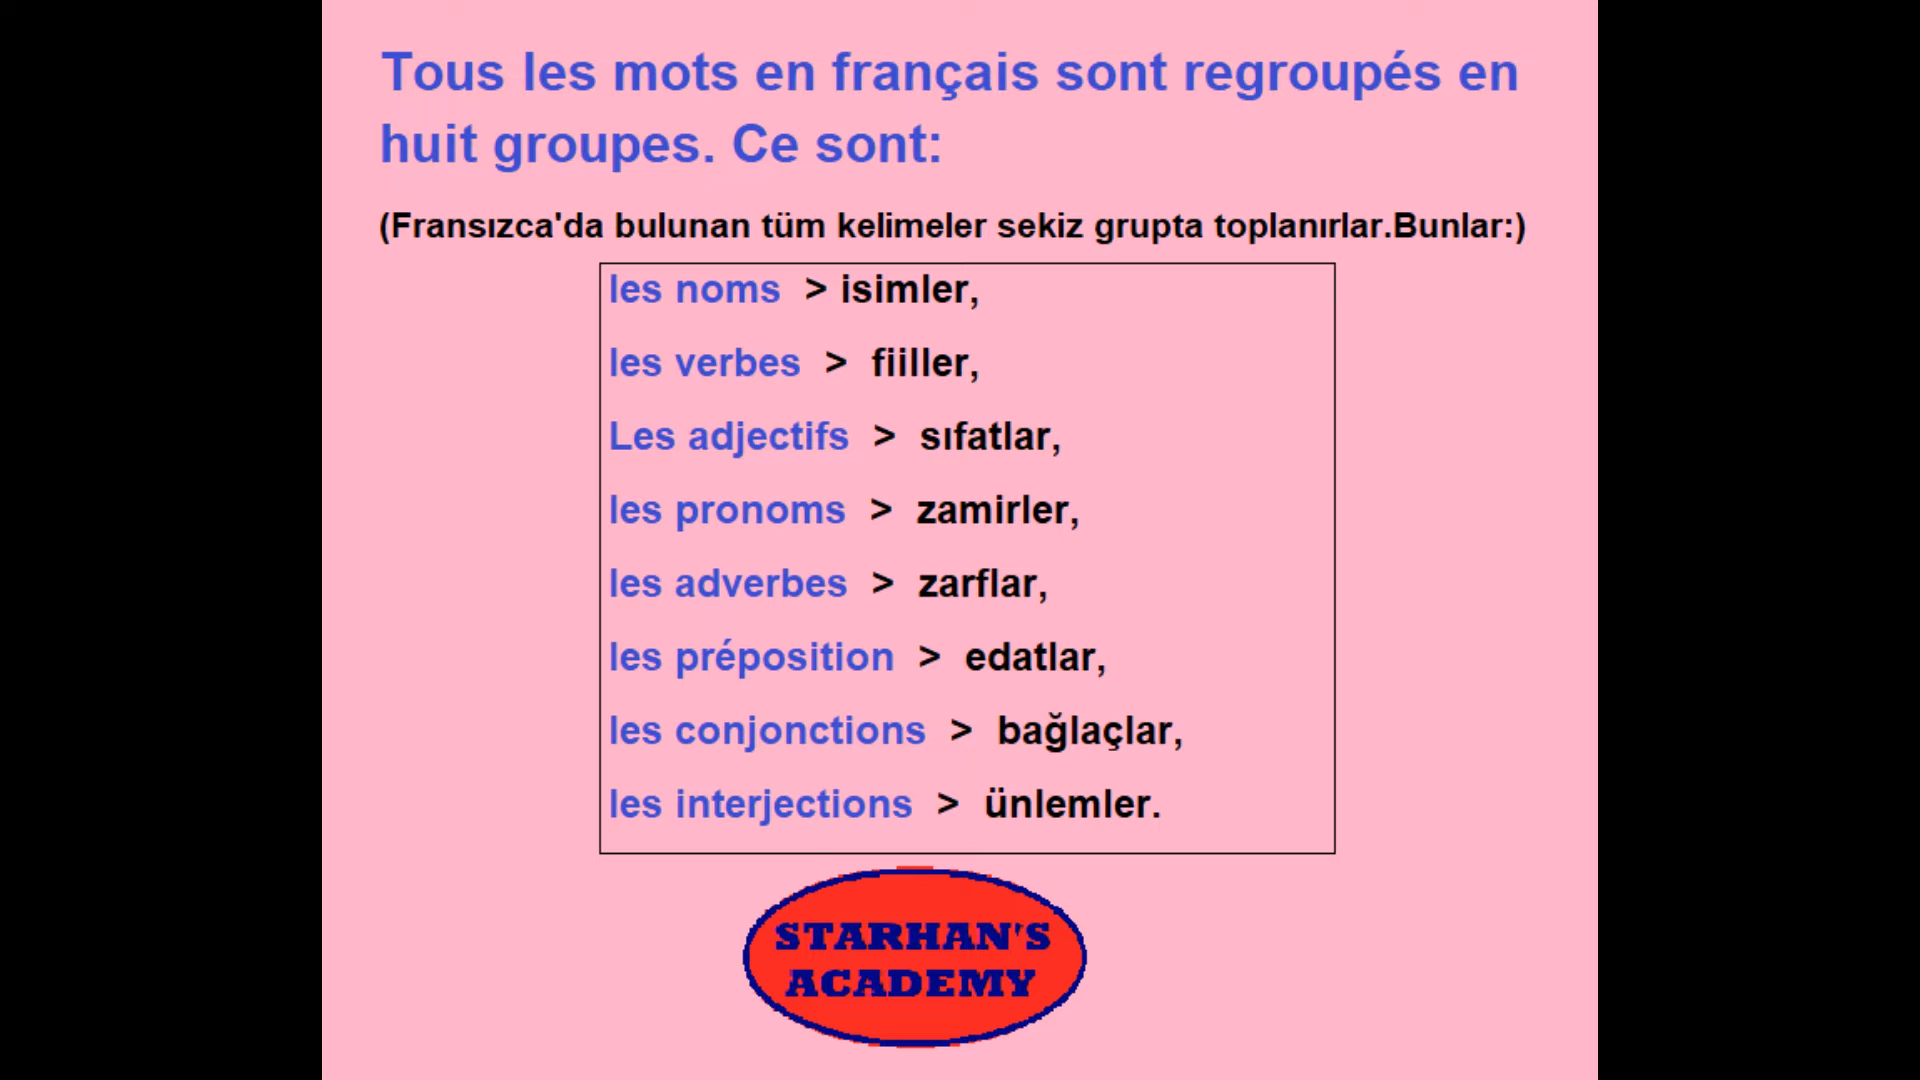 Tous les mots en français sont regroupés en
huit groupes. Ce sont:
(Fransızca'da bulunan tüm kelimeler sekiz grupta toplanırlar.Bunlar:)
les noms > isimler,
les verbes > fiiller,
Les adjectifs > sıfatlar,
les pronoms > zamirler,
les adverbes > zarflar,
les préposition > edatlar,
les conjonctions > bağlaçlar,
les interjections > ünlemler.
STARHAN'S
ACADEMY